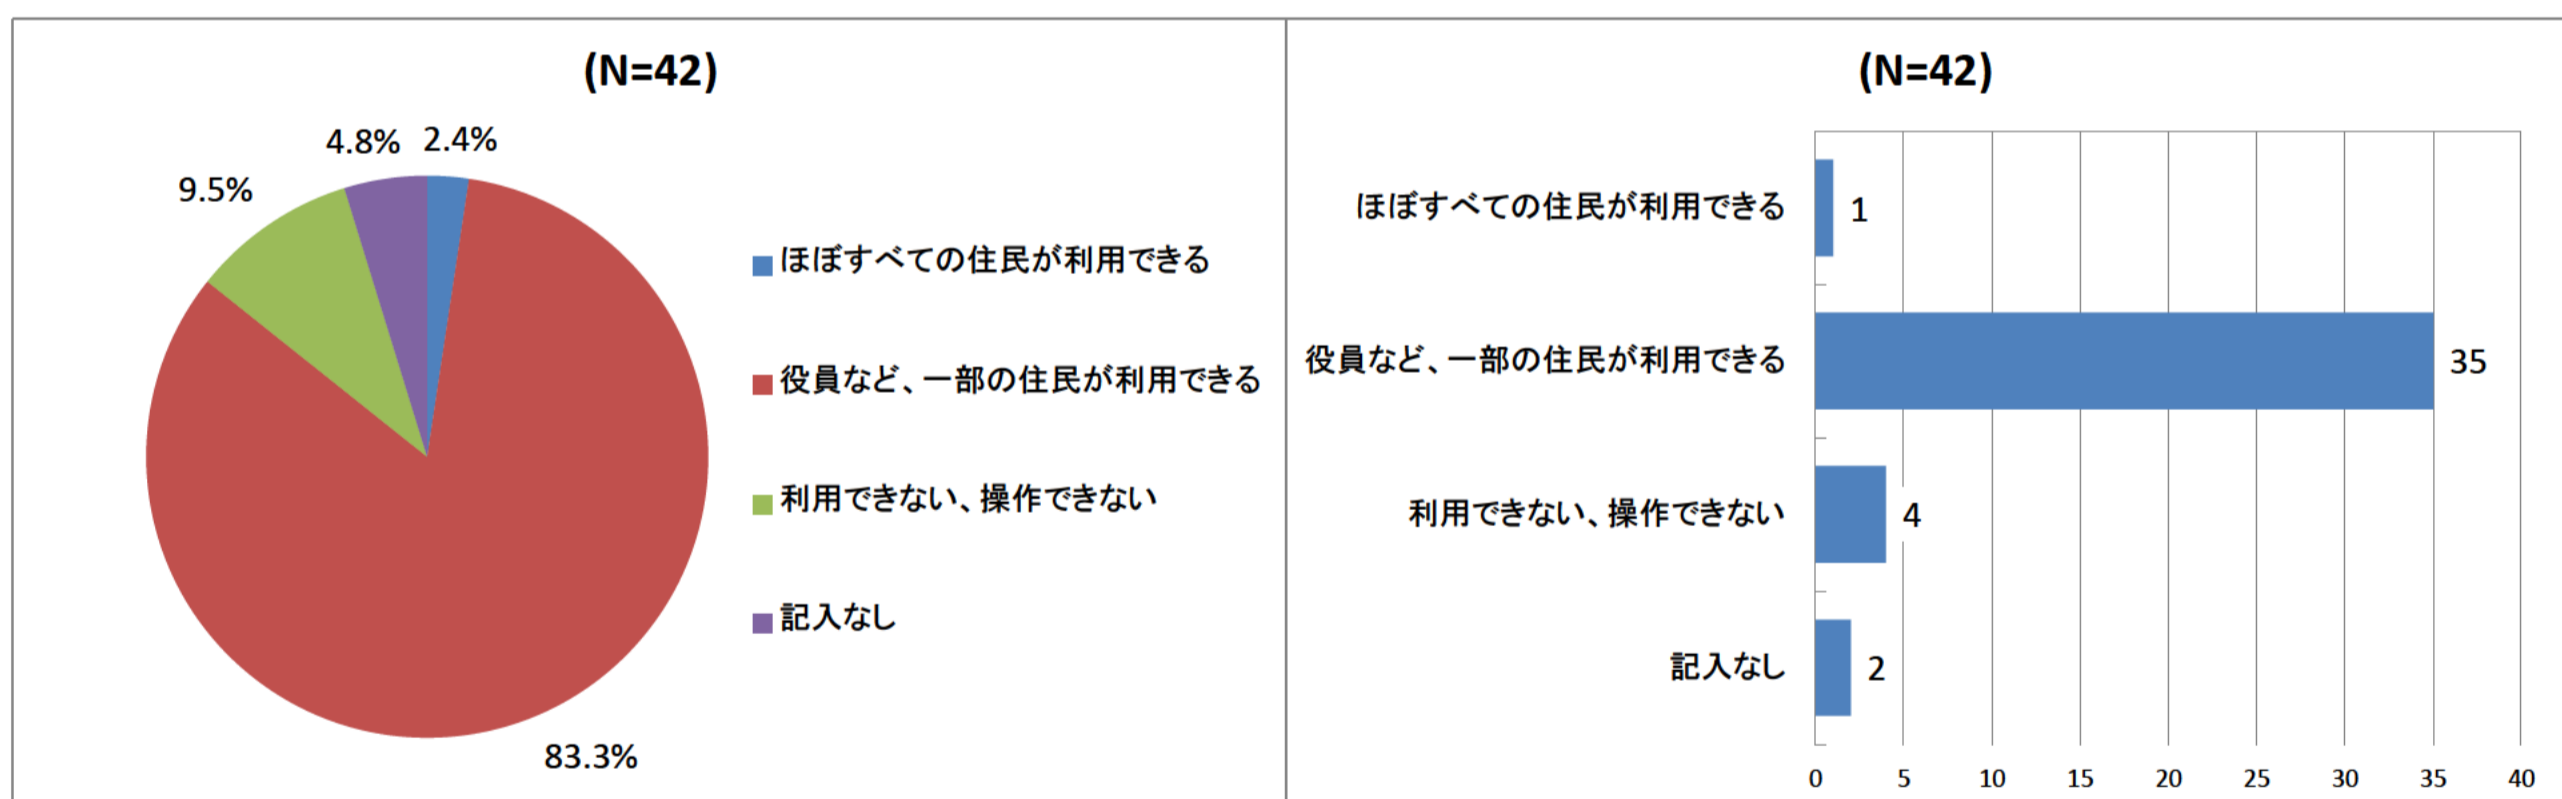 (N=42)
4.8%
2.4%
9.5%
83.3%
ほぼすべての住民が利用できる
役員など、一部の住民が利用できる
利用できない、操作できない
記入なし
(N=42)
ほぼすべての住民が利用できる
1
役員など、一部の住民が利用できる
35
利用できない、操作できない
4
記入なし
2
0 5 10 15 20 25 30 35 40